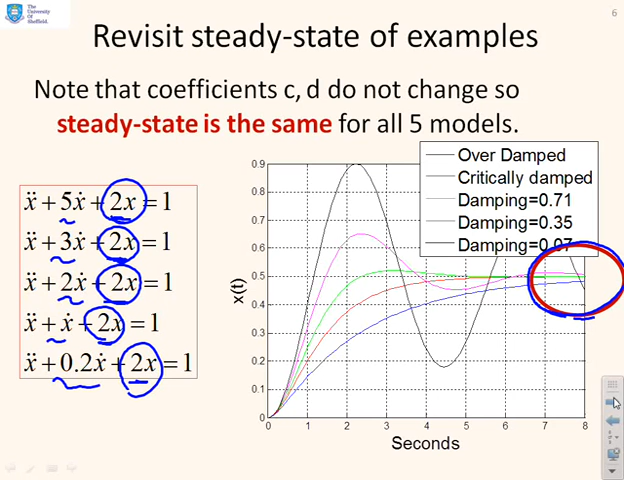 The
University
Of
Sheffield.
6
Revisit steady-state of examples
Note that coefficients c, d do not change so
steady-state is the same for all 5 models.
ẍ + 5ẋ + 2x = 1
ẍ + 3ẋ + 2x = 1
ẍ + 2ẋ + 2x = 1
ẍ + ẋ + 2x = 1
ẍ + 0.2ẋ + 2x = 1
Over Damped
Critically damped
Damping=0.71
Damping=0.35
Damping=0.07
0.9
0.8
0.7
0.6
0.5
0.4
0.3
0.2
0.1
0
x(t)
0 1 2 3 4 5 6 7 8
Seconds